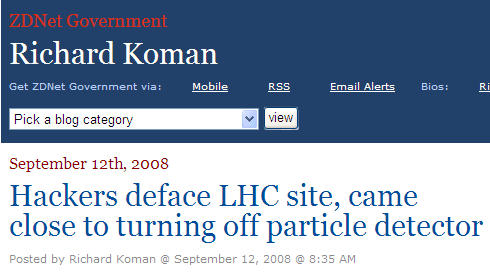 ZDNet Government
Richard Koman
Get ZDNet Government via: Mobile RSS Email Alerts Bios:
Pick a blog category view
September 12th, 2008
Hackers deface LHC site, came
close to turning off particle detector
Posted by Richard Koman @ September 12, 2008 @ 8:35 AM